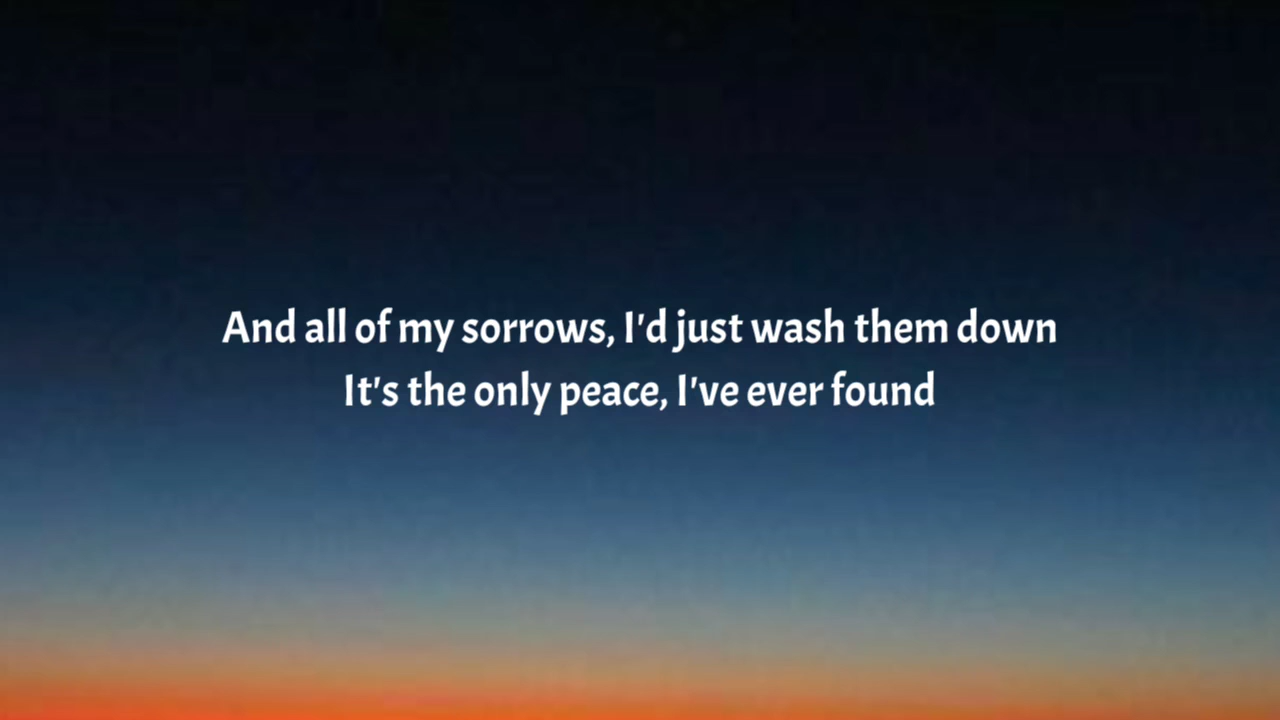 And all of my sorrows, I'd just wash them down
It's the only peace, I've ever found